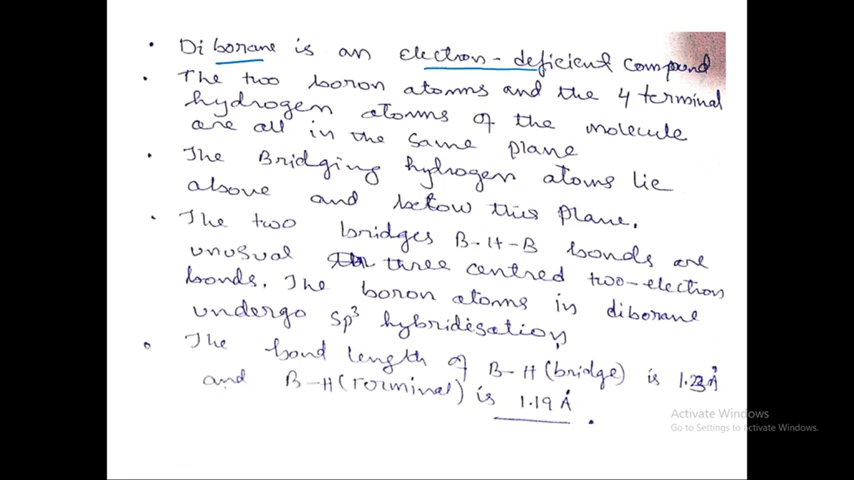 • Diborane is an electron-deficient compound
• The two boron atoms and the 4 terminal
hydrogen atoms of the molecule
are all in the same plane
• The Bridging hydrogen atoms lie
above and below this plane.
• The two bridges B-H-B bonds are
unusual three centred two-election
bonds. The boron atoms in diborane
undergo sp³ hybridisation
• The bond length of B-H (bridge) is 1.33Å
and B-H (terminal) is 1.19 Å.
Activate Windows
Go to Settings to activate Windows.